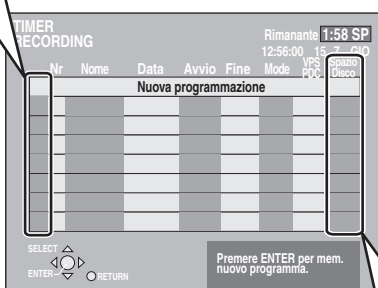 TIMER
RECORDING
Rimanante 1:58 SP
12:56:00 15. 7. GIO
Nr Nome Data Avvio Fine Mode VPS PDC Spazio Disco
Nuova programmazione
SELECT
ENTER
RETURN
Premere ENTER per mem.
nuovo programma.